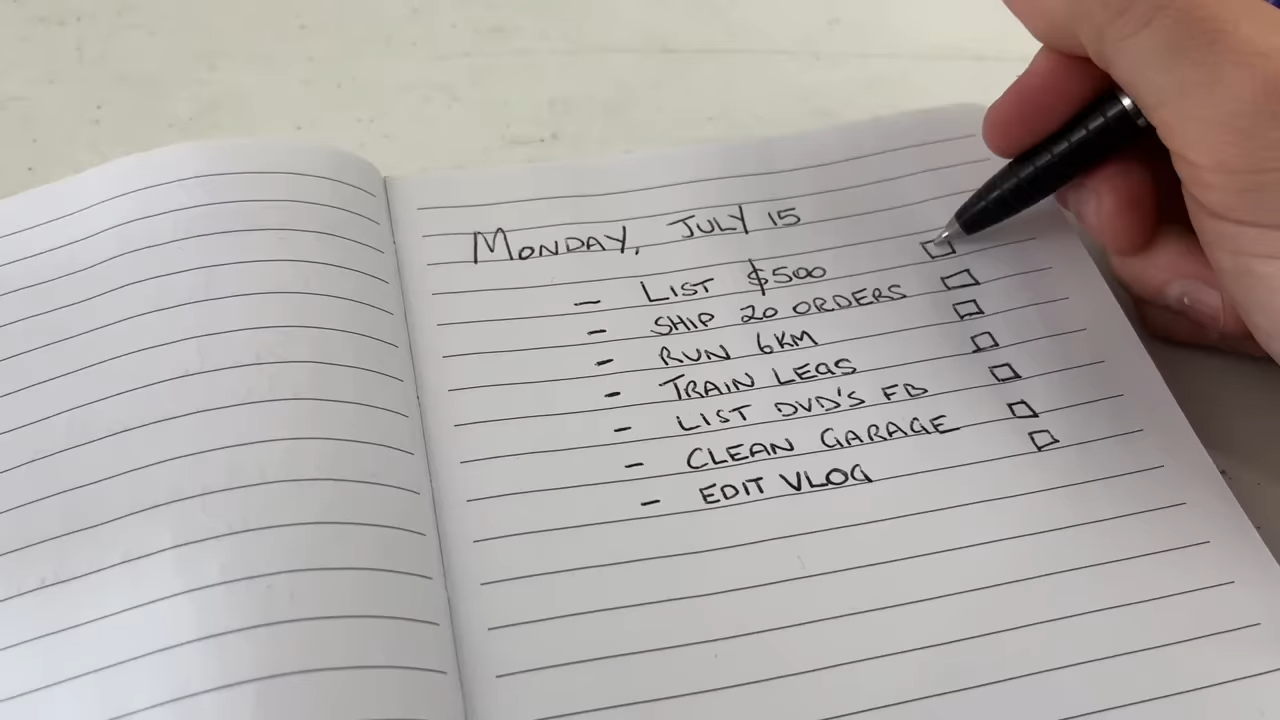 MONDAY, JULY 15
- LIST $500
- SHIP 20 ORDERS
- RUN 6KM
- TRAIN LEGS
- LIST DVD'S FB
- CLEAN GARAGE
- EDIT VLOG